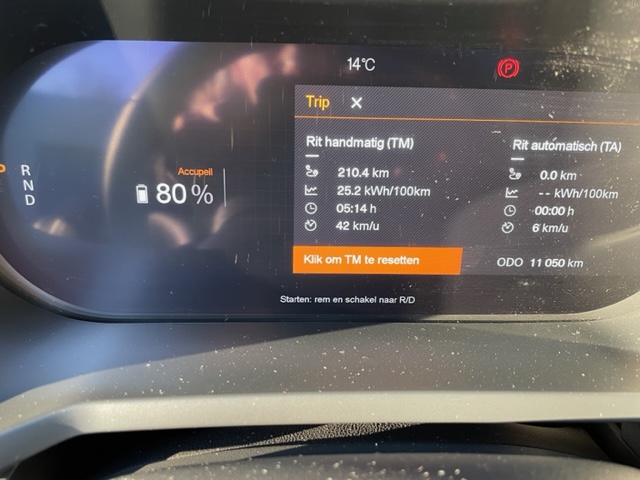 14°C
P
Trip ×
R
N
D
Accupeil
80 %
Rit handmatig (TM)
210.4 km
25.2 kWh/100km
05:14 h
42 km/u
Klik om TM te resetten
Rit automatisch (TA)
0.0 km
-- kWh/100km
00:00 h
6 km/u
ODO 11 050 km
Starten: rem en schakel naar R/D